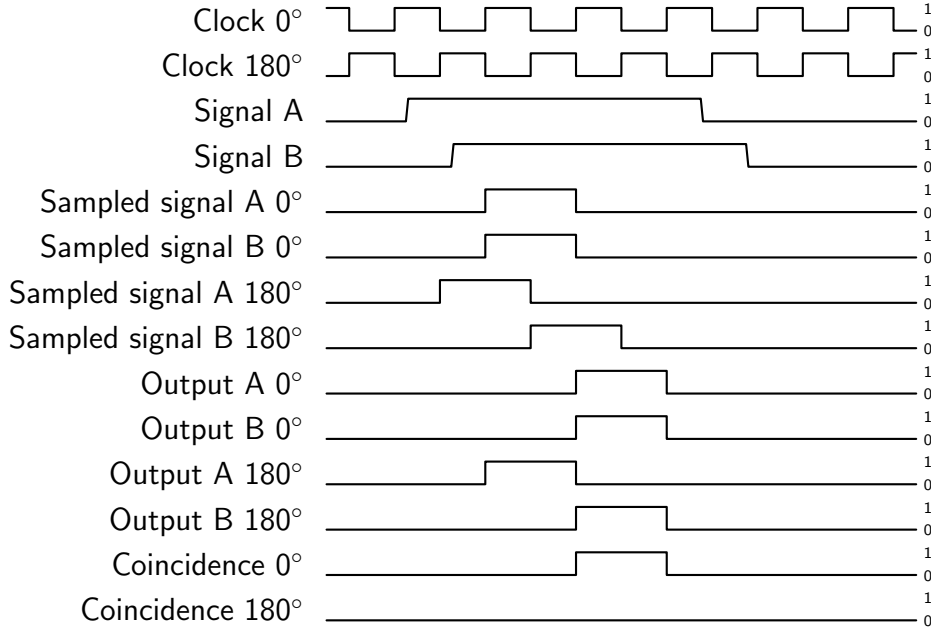 Clock 0° 1
0
Clock 180° 1
0
Signal A 1
0
Signal B 1
0
Sampled signal A 0° 1
0
Sampled signal B 0° 1
0
Sampled signal A 180° 1
0
Sampled signal B 180° 1
0
Output A 0° 1
0
Output B 0° 1
0
Output A 180° 1
0
Output B 180° 1
0
Coincidence 0° 1
0
Coincidence 180° 1
0